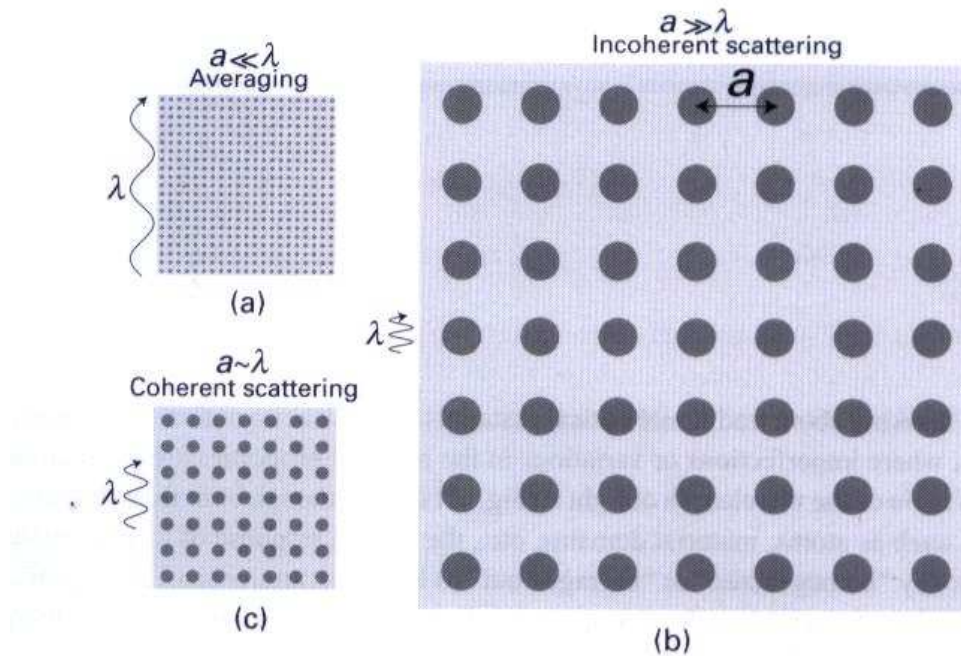 a≪λ
Averaging
λ
(a)
a~λ
Coherent scattering
λ
(c)
a≫λ
Incoherent scattering
a
λ
(b)